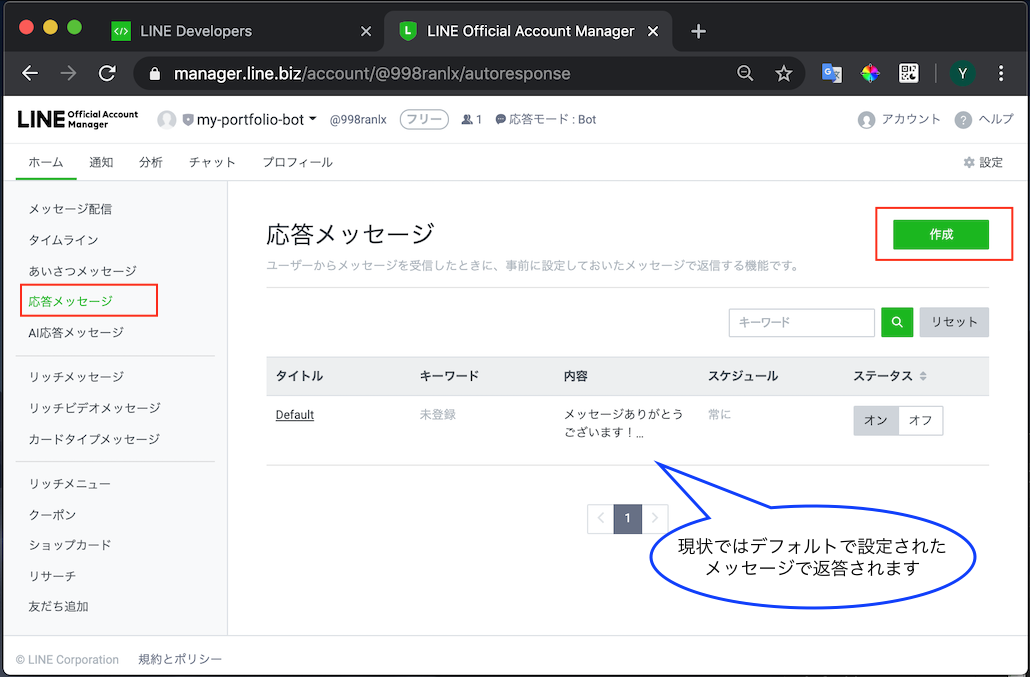 LINE Developers
LINE Official Account Manager
manager.line.biz/account/@998ranlx/autoresponse
Y
LINE Official Account Manager
my-portfolio-bot
@998ranlx
フリー
1
応答モード : Bot
アカウント
ヘルプ
ホーム
通知
分析
チャット
プロフィール
設定
メッセージ配信
タイムライン
あいさつメッセージ
応答メッセージ
AI応答メッセージ
リッチメッセージ
リッチビデオメッセージ
カードタイプメッセージ
リッチメニュー
クーポン
ショップカード
リサーチ
友だち追加
応答メッセージ
作成
ユーザーからメッセージを受信したときに、事前に設定しておいたメッセージで返信する機能です。
キーワード
リセット
タイトル キーワード 内容 スケジュール ステータス
Default 未登録 メッセージありがとう 常に オン オフ
ございます！...
1
現状ではデフォルトで設定された
メッセージで返答されます
© LINE Corporation 規約とポリシー